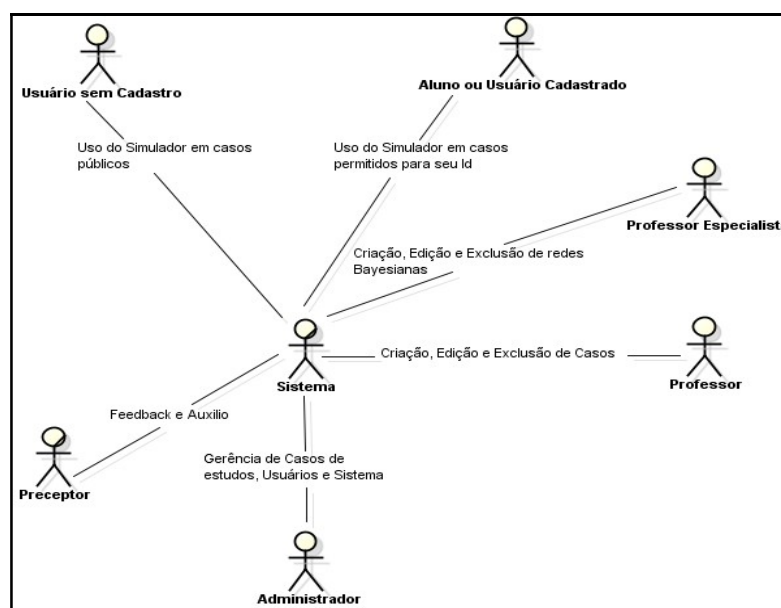 Usuário sem Cadastro
Aluno ou Usuário Cadastrado
Uso do Simulador em casos
públicos
Uso do Simulador em casos
permitidos para seu Id
Professor Especialist
Criação, Edição e Exclusão de redes
Bayesianas
Criação, Edição e Exclusão de Casos
Professor
Sistema
Feedback e Auxilio
Preceptor
Gerência de Casos de
estudos, Usuários e Sistema
Administrador